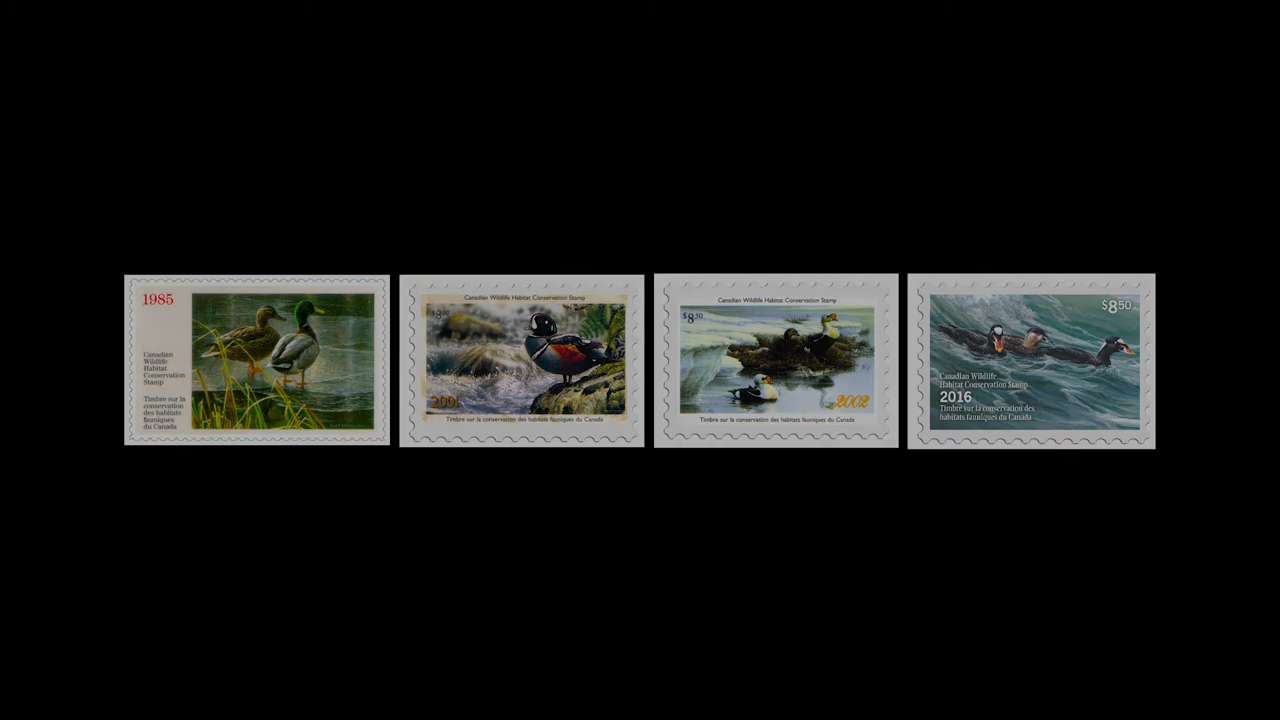 1985
Canadian
Wildlife
Habitat
Conservation
Stamp
Timbre sur la
conservation
des habitats
fauniques
du Canada
Canadian Wildlife Habitat Conservation Stamp
2001
Timbre sur la conservation des habitats fauniques du Canada
Canadian Wildlife Habitat Conservation Stamp
$8.50
2002
Timbre sur la conservation des habitats fauniques du Canada
$8.50
Canadian Wildlife
Habitat Conservation Stamp
2016
Timbre sur la conservation des
habitats fauniques du Canada